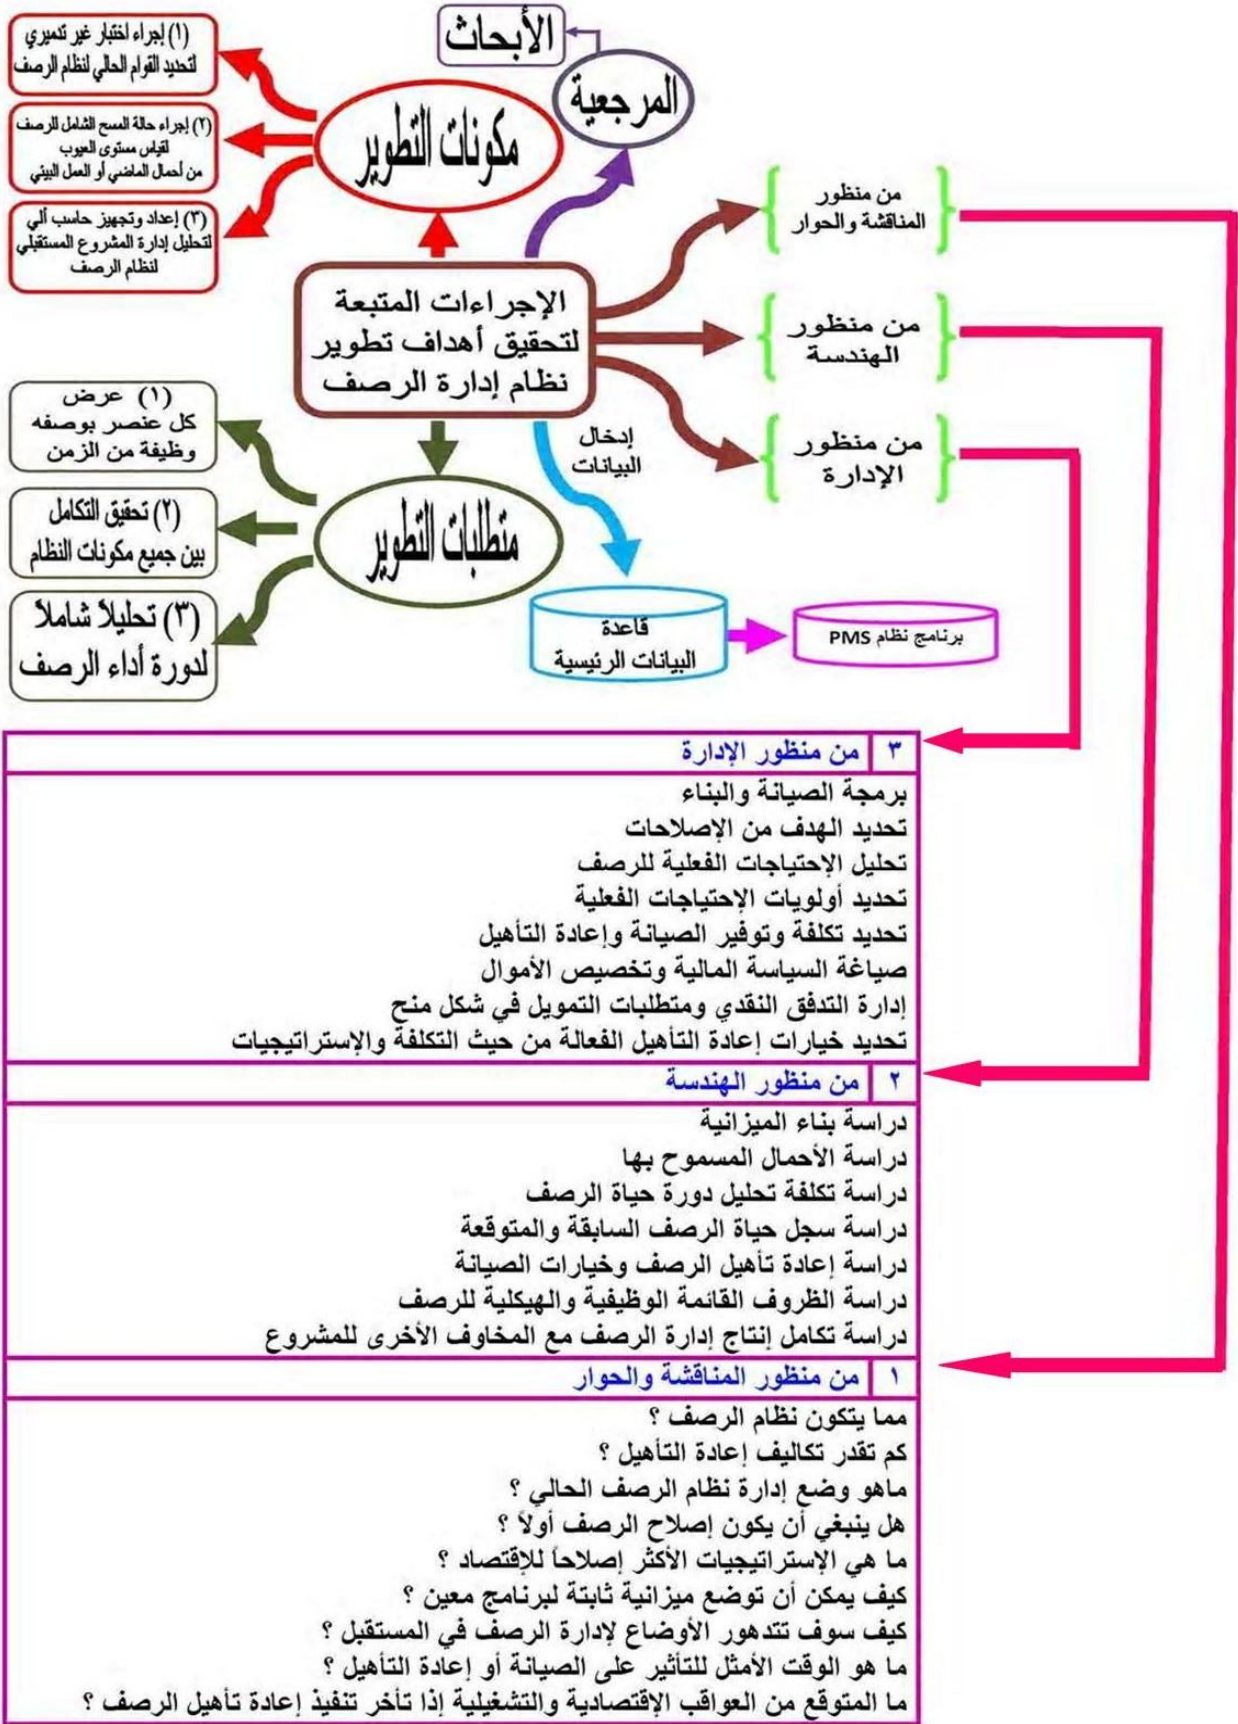 الأبحاث
المرجعية
مكونات التطوير
(١) إجراء اختبار غير تدميري
لتحديد القوام الحالي لنظام الرصف
(٢) إجراء حالة المسح الشامل للرصف
لقياس مستوى العيوب
من أحمال الماضي أو العمل البيئي
(٣) إعداد وتجهيز حاسب ألي
لتحليل إدارة المشروع المستقبلي
لنظام الرصف
من منظور
المناقشة والحوار
من منظور
الهندسة
من منظور
الإدارة
الإجراءات المتبعة
لتحقيق أهداف تطوير
نظام إدارة الرصف
إدخال
البيانات
متطلبات التطوير
(١) عرض
كل عنصر بوصفه
وظيفة من الزمن
(٢) تحقيق التكامل
بين جميع مكونات النظام
(٣) تحليلاً شاملاً
لدورة أداء الرصف
قاعدة
البيانات الرئيسية
برنامج نظام PMS
٣ من منظور الإدارة
برمجة الصيانة والبناء
تحديد الهدف من الإصلاحات
تحليل الإحتياجات الفعلية للرصف
تحديد أولويات الإحتياجات الفعلية
تحديد تكلفة وتوفير الصيانة وإعادة التأهيل
صياغة السياسة المالية وتخصيص الأموال
إدارة التدفق النقدي ومتطلبات التمويل في شكل منح
تحديد خيارات إعادة التأهيل الفعالة من حيث التكلفة والإستراتيجيات
٢ من منظور الهندسة
دراسة بناء الميزانية
دراسة الأحمال المسموح بها
دراسة تكلفة تحليل دورة حياة الرصف
دراسة سجل حياة الرصف السابقة والمتوقعة
دراسة إعادة تأهيل الرصف وخيارات الصيانة
دراسة الظروف القائمة الوظيفية والهيكلية للرصف
دراسة تكامل إنتاج إدارة الرصف مع المخاوف الأخرى للمشروع
١ من منظور المناقشة والحوار
مما يتكون نظام الرصف ؟
كم تقدر تكاليف إعادة التأهيل ؟
ماهو وضع إدارة نظام الرصف الحالي ؟
هل ينبغي أن يكون إصلاح الرصف أولاً ؟
ما هي الإستراتيجيات الأكثر إصلاحاً للإقتصاد ؟
كيف يمكن أن توضع ميزانية ثابتة لبرنامج معين ؟
كيف سوف تتدهور الأوضاع لإدارة الرصف في المستقبل ؟
ما هو الوقت الأمثل للتأثير على الصيانة أو إعادة التأهيل ؟
ما المتوقع من العواقب الإقتصادية والتشغيلية إذا تأخر تنفيذ إعادة تأهيل الرصف ؟